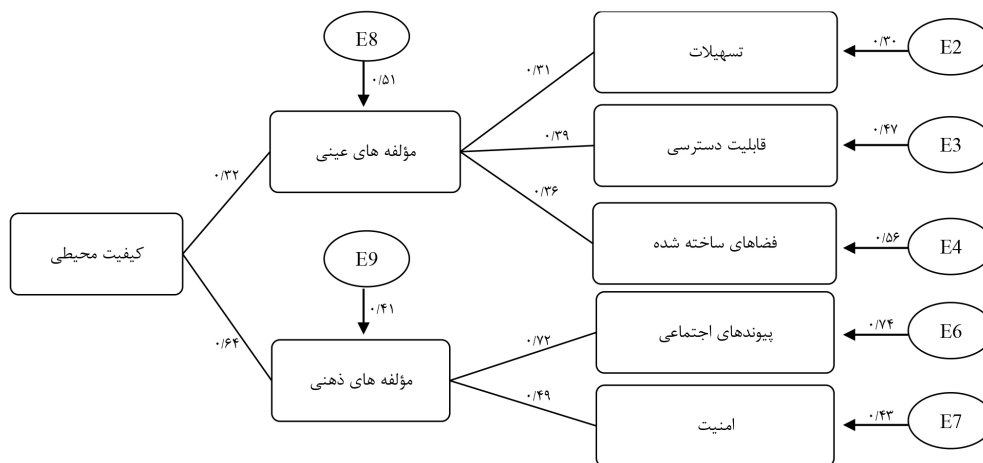 E8
۰/۵۱
تسهیلات
۰/۳۰
E2
۰/۳۱
مؤلفه های عینی
۰/۳۹
قابلیت دسترسی
۰/۴۷
E3
۰/۳۲
۰/۳۶
فضاهای ساخته شده
۰/۵۶
E4
کیفیت محیطی
E9
۰/۴۱
۰/۶۴
پیوندهای اجتماعی
۰/۷۴
E6
۰/۷۲
مؤلفه های ذهنی
۰/۴۹
امنیت
۰/۴۳
E7